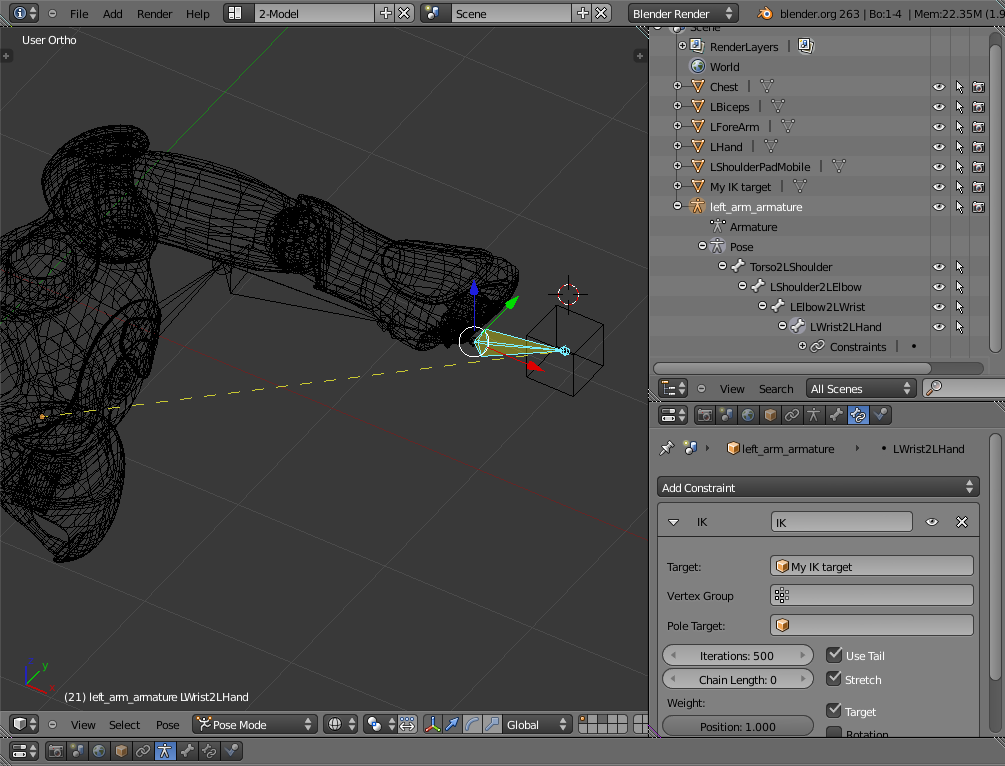 File Add Render Help 2-Model Scene Blender Render blender.org 263 | Bo:1-4 | Mem:22.35M (1.9
User Ortho
Scene
RenderLayers |
World
Chest |
LBiceps |
LForeArm |
LHand |
LShoulderPadMobile |
My IK target |
left_arm_armature
Armature
Pose
Torso2LShoulder
LShoulder2LElbow
LElbow2LWrist
LWrist2LHand
Constraints |
View Search All Scenes
left_arm_armature LWrist2LHand
Add Constraint
IK IK
Target: My IK target
Vertex Group
Pole Target:
Iterations: 500 Use Tail
Chain Length: 0 Stretch
Weight:
Target
Position: 1.000 Rotation
y
(21) left_arm_armature LWrist2LHand
View Select Pose Pose Mode Global